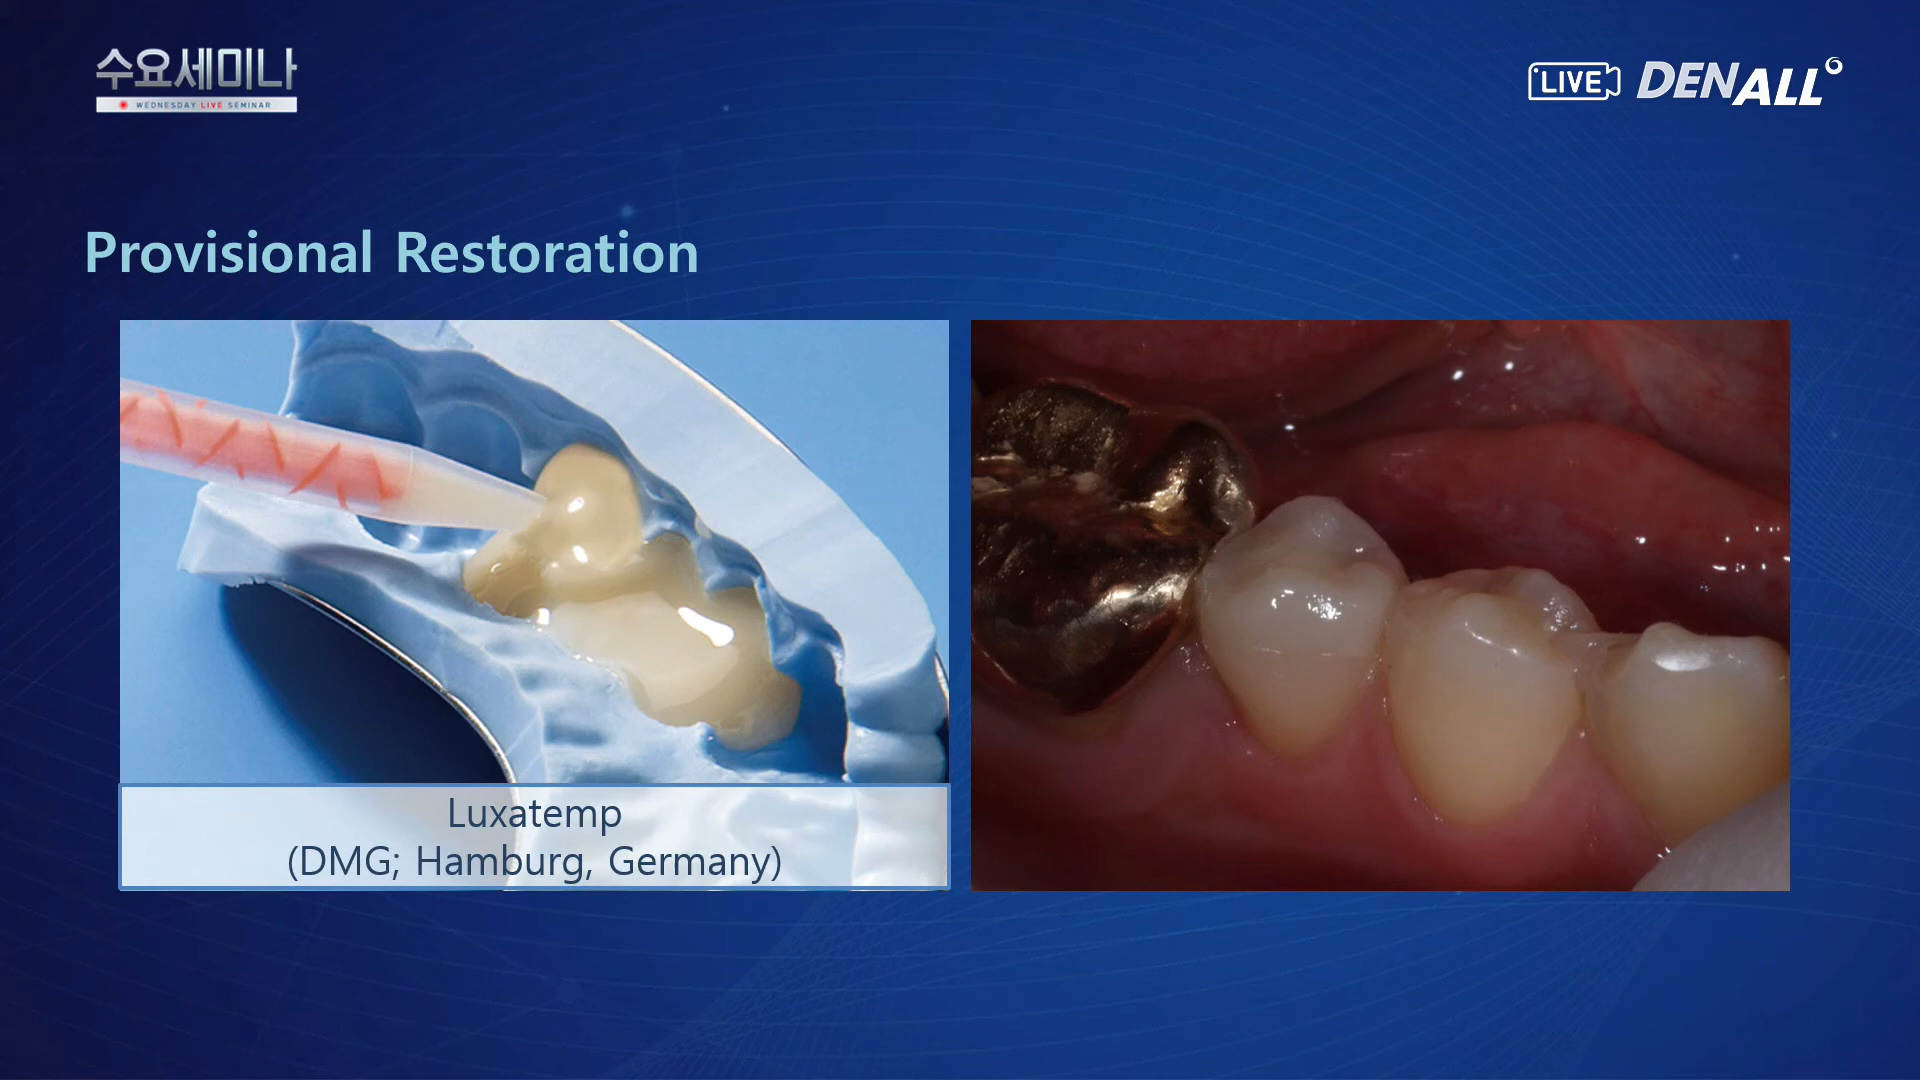 수요세미나
WEDNESDAY LIVE SEMINAR
LIVE
DENALL
Provisional Restoration
Luxatemp
(DMG; Hamburg, Germany)